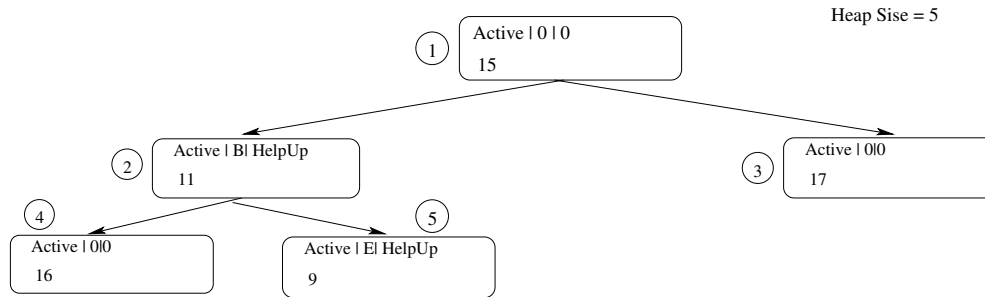 Heap Sise = 5
1
Active | 0 | 0
15
2
Active | B| HelpUp
11
3
Active | 0|0
17
4
Active | 0|0
16
5
Active | E| HelpUp
9